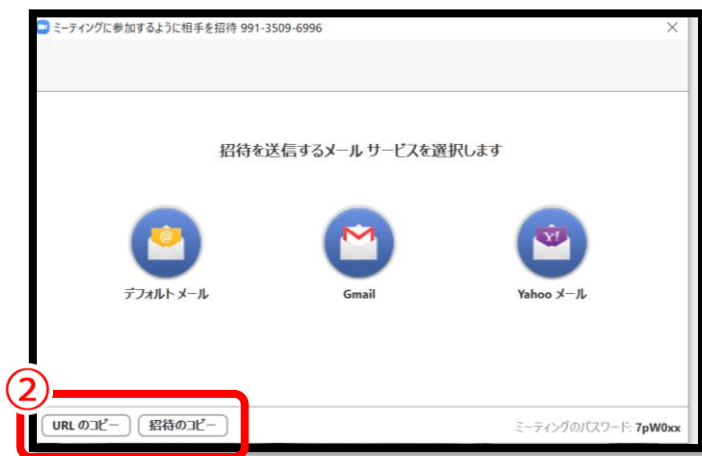 ミーティングに参加するように相手を招待 991-3509-6996
招待を送信するメール サービスを選択します
デフォルト メール
Gmail
Yahoo メール
②
URL のコピー 招待のコピー
ミーティングのパスワード: 7pW0xx